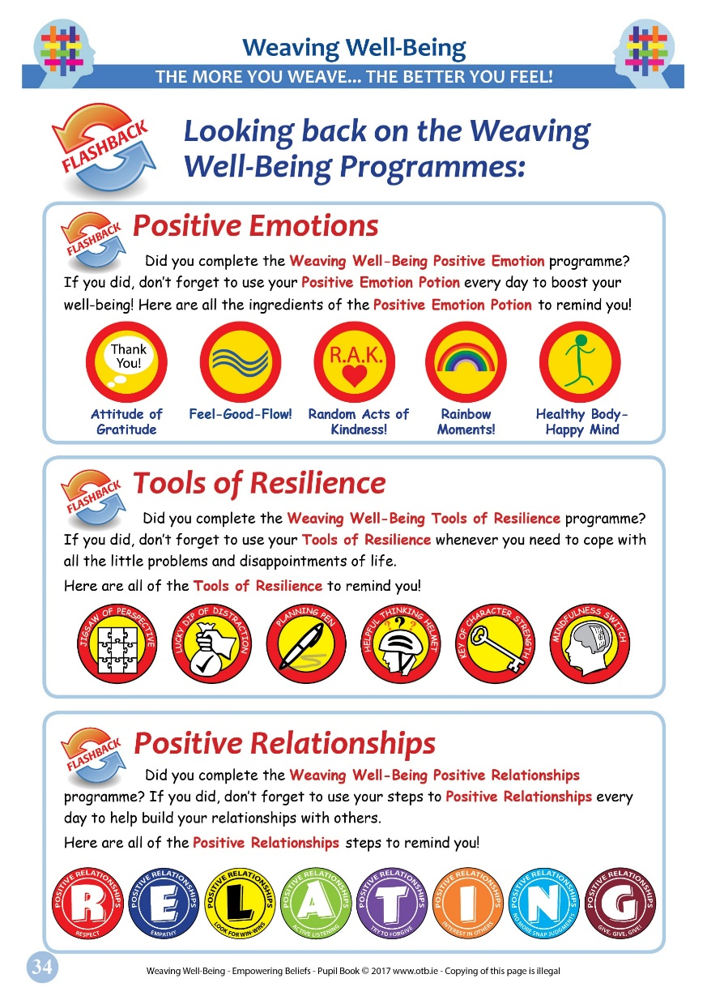 Weaving Well-Being
THE MORE YOU WEAVE... THE BETTER YOU FEEL!
FLASHBACK
Looking back on the Weaving
Well-Being Programmes:
FLASHBACK
Positive Emotions
Did you complete the Weaving Well-Being Positive Emotion programme?
If you did, don't forget to use your Positive Emotion Potion every day to boost your
well-being! Here are all the ingredients of the Positive Emotion Potion to remind you!
Thank
You!
R.A.K.
Attitude of
Gratitude
Feel-Good-Flow!
Random Acts of
Kindness!
Rainbow
Moments!
Healthy Body-
Happy Mind
FLASHBACK
Tools of Resilience
Did you complete the Weaving Well-Being Tools of Resilience programme?
If you did, don't forget to use your Tools of Resilience whenever you need to cope with
all the little problems and disappointments of life.
Here are all of the Tools of Resilience to remind you!
JIGSAW OF PERSPECTIVE
LUCKY DIP OF DISTRACTION
PLANNING PEN
HELPFUL THINKING HELMET
? ? ?
KEY OF CHARACTER STRENGTH
MINDFULNESS SWITCH
FLASHBACK
Positive Relationships
Did you complete the Weaving Well-Being Positive Relationships
programme? If you did, don't forget to use your steps to Positive Relationships every
day to help build your relationships with others.
Here are all of the Positive Relationships steps to remind you!
POSITIVE RELATIONSHIPS
R
RESPECT
POSITIVE RELATIONSHIPS
E
EMPATHY
POSITIVE RELATIONSHIPS
L
LOOK FOR WIN-WINS
POSITIVE RELATIONSHIPS
A
ACTIVE LISTENING
POSITIVE RELATIONSHIPS
T
TRY TO FORGIVE
POSITIVE RELATIONSHIPS
I
INTEREST IN OTHERS
POSITIVE RELATIONSHIPS
N
NO MORE SNAP JUDGMENTS
POSITIVE RELATIONSHIPS
G
GIVE, GIVE, GIVE!
34
Weaving Well-Being - Empowering Beliefs - Pupil Book © 2017 www.otb.ie - Copying of this page is illegal